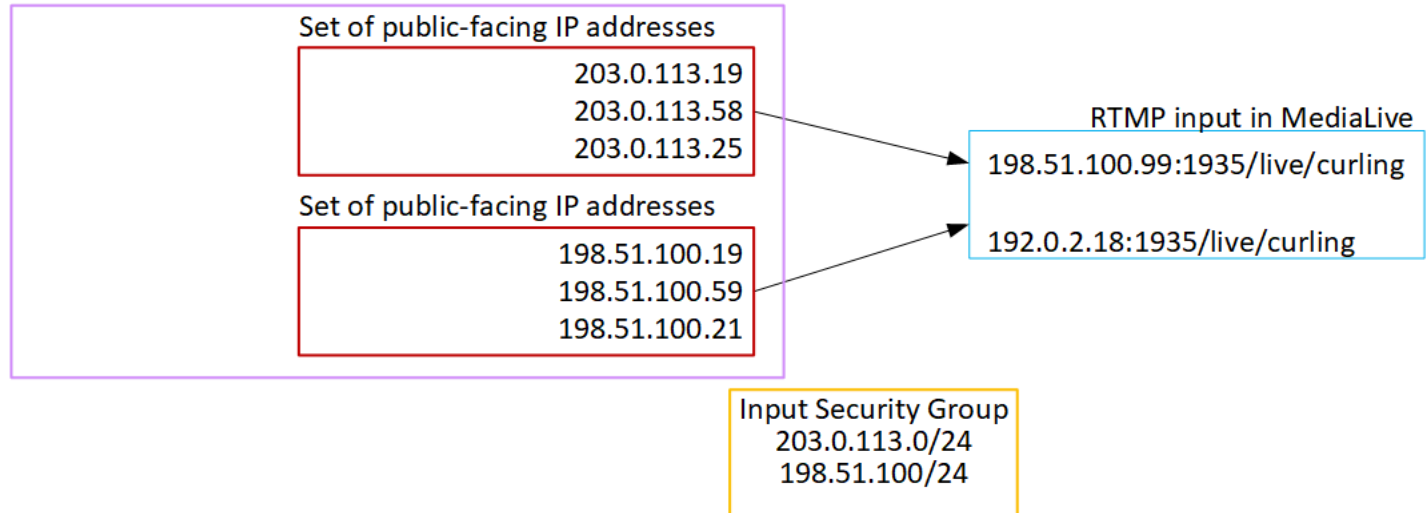 Set of public-facing IP addresses
203.0.113.19
203.0.113.58
203.0.113.25
Set of public-facing IP addresses
198.51.100.19
198.51.100.59
198.51.100.21
RTMP input in MediaLive
198.51.100.99:1935/live/curling
192.0.2.18:1935/live/curling
Input Security Group
203.0.113.0/24
198.51.100/24